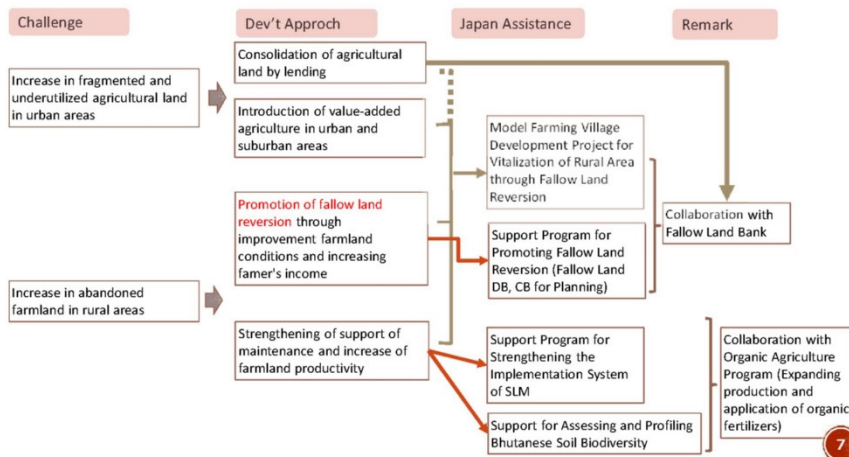 Challenge
Dev't Approch
Japan Assistance
Remark
Increase in fragmented and
underutilized agricultural land
in urban areas
Increase in abandoned
farmland in rural areas
Consolidation of agricultural
land by lending
Introduction of value-added
agriculture in urban and
suburban areas
Promotion of fallow land
reversion through
improvement farmland
conditions and increasing
famer's income
Strengthening of support of
maintenance and increase of
farmland productivity
Model Farming Village
Development Project for
Vitalization of Rural Area
through Fallow Land
Reversion
Support Program for
Promoting Fallow Land
Reversion (Fallow Land
DB, CB for Planning)
Support Program for
Strengthening the
Implementation System
of SLM
Support for Assessing and Profiling
Bhutanese Soil Biodiversity
Collaboration with
Fallow Land Bank
Collaboration with
Organic Agriculture
Program (Expanding
production and
application of organic
fertilizers)
7